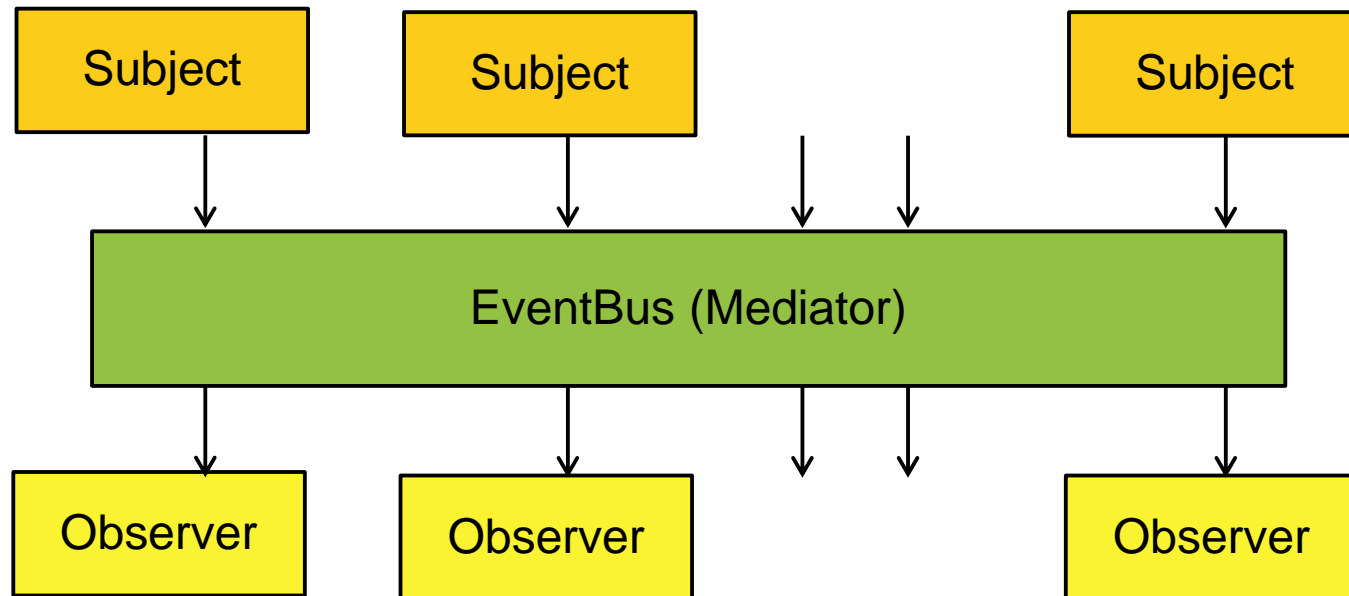 Subject
Subject
Subject
EventBus (Mediator)
Observer
Observer
Observer